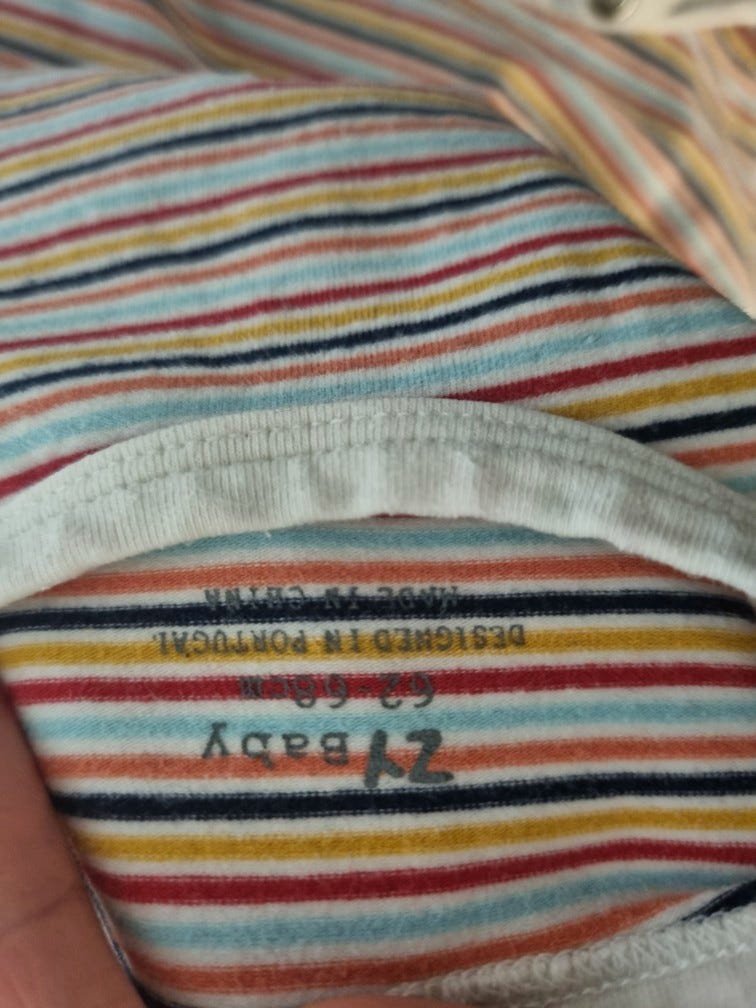 ZY Baby
62-68CM
DESIGNED IN PORTUGAL
MADE IN CHINA